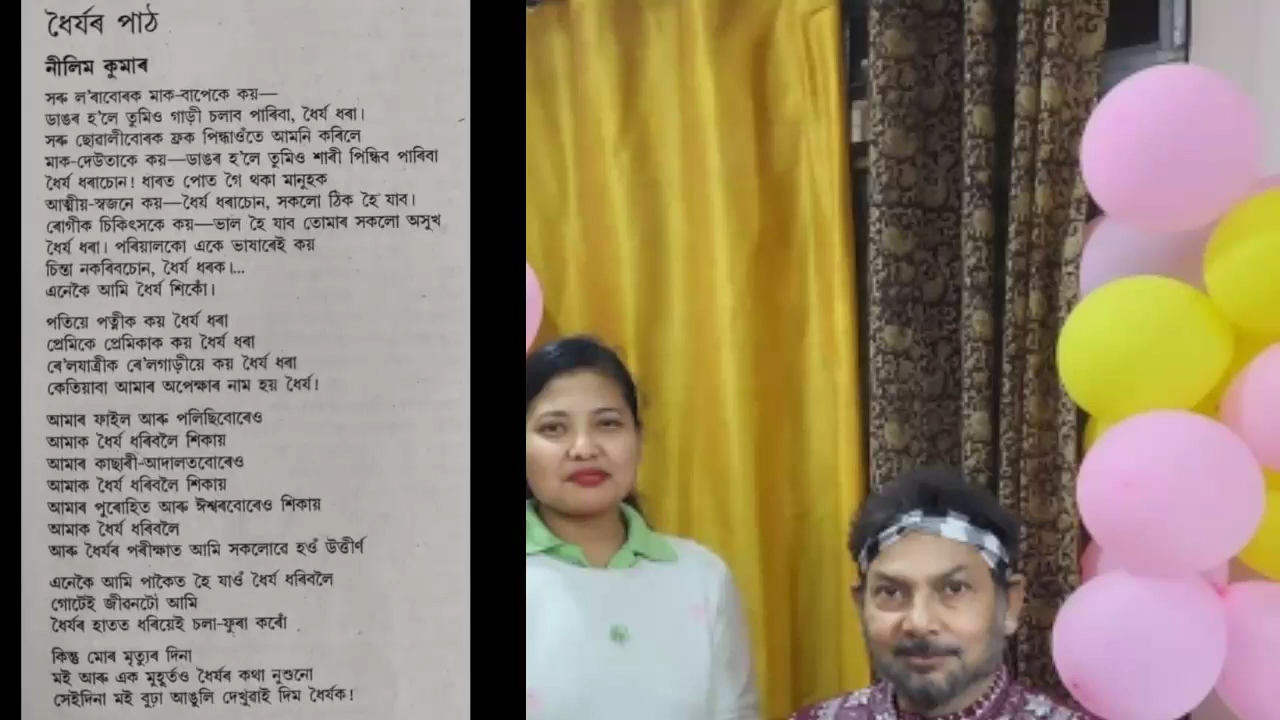 ধৈৰ্যৰ পাঠ
নীলিম কুমাৰ
সৰু ল'ৰাবোৰক মাক-বাপেকে কয়—
ডাঙৰ হ'লে তুমিও গাড়ী চলাব পাৰিবা, ধৈৰ্য ধৰা।
সৰু ছোৱালীবোৰক ফ্ৰক পিন্ধাওঁতে আমনি কৰিলে
মাক-দেউতাকে কয়—ডাঙৰ হ'লে তুমিও শাৰী পিন্ধিব পাৰিবা
ধৈৰ্য ধৰাচোন! ধাৰত পোত গৈ থকা মানুহক
আত্মীয়-স্বজনে কয়—ধৈৰ্য ধৰাচোন, সকলো ঠিক হৈ যাব।
ৰোগীক চিকিৎসকে কয়—ভাল হৈ যাব তোমাৰ সকলো অসুখ
ধৈৰ্য ধৰা। পৰিয়ালকো একে ভাষাৰেই কয়
চিন্তা নকৰিবচোন, ধৈৰ্য ধৰক।...
এনেকৈ আমি ধৈৰ্য শিকোঁ।
পতিয়ে পত্নীক কয় ধৈৰ্য ধৰা
প্ৰেমিকে প্ৰেমিকাক কয় ধৈৰ্য ধৰা
ৰে'লযাত্ৰীক ৰে'লগাড়ীয়ে কয় ধৈৰ্য ধৰা
কেতিয়াবা আমাৰ অপেক্ষাৰ নাম হয় ধৈৰ্য!
আমাৰ ফাইল আৰু পলিছিবোৰেও
আমাক ধৈৰ্য ধৰিবলৈ শিকায়
আমাৰ কাছাৰী-আদালতবোৰেও
আমাক ধৈৰ্য ধৰিবলৈ শিকায়
আমাৰ পুৰোহিত আৰু ঈশ্বৰবোৰেও শিকায়
আমাক ধৈৰ্য ধৰিবলৈ
আৰু ধৈৰ্যৰ পৰীক্ষাত আমি সকলোৱে হওঁ উত্তীৰ্ণ
এনেকৈ আমি পাকৈত হৈ যাওঁ ধৈৰ্য ধৰিবলৈ
গোটেই জীৱনটো আমি
ধৈৰ্যৰ হাতত ধৰিয়েই চলা-ফুৰা কৰোঁ
কিন্তু মোৰ মৃত্যুৰ দিনা
মই আৰু এক মুহূৰ্তও ধৈৰ্যৰ কথা নুশুনো
সেইদিনা মই বুঢ়া আঙুলি দেখুৱাই দিম ধৈৰ্যক!